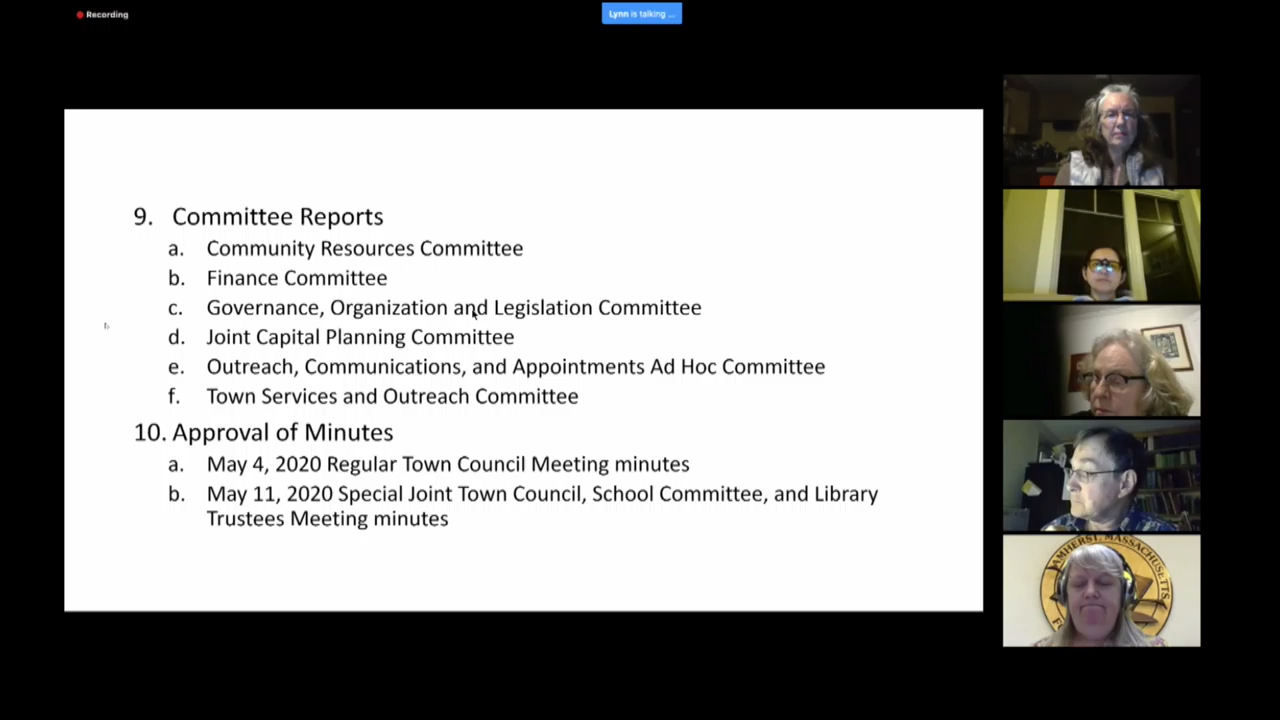 Recording
Lynn is talking ...
9. Committee Reports
a. Community Resources Committee
b. Finance Committee
c. Governance, Organization and Legislation Committee
d. Joint Capital Planning Committee
e. Outreach, Communications, and Appointments Ad Hoc Committee
f. Town Services and Outreach Committee
10. Approval of Minutes
a. May 4, 2020 Regular Town Council Meeting minutes
b. May 11, 2020 Special Joint Town Council, School Committee, and Library
Trustees Meeting minutes
AMHERST, MASSACHUSETTS